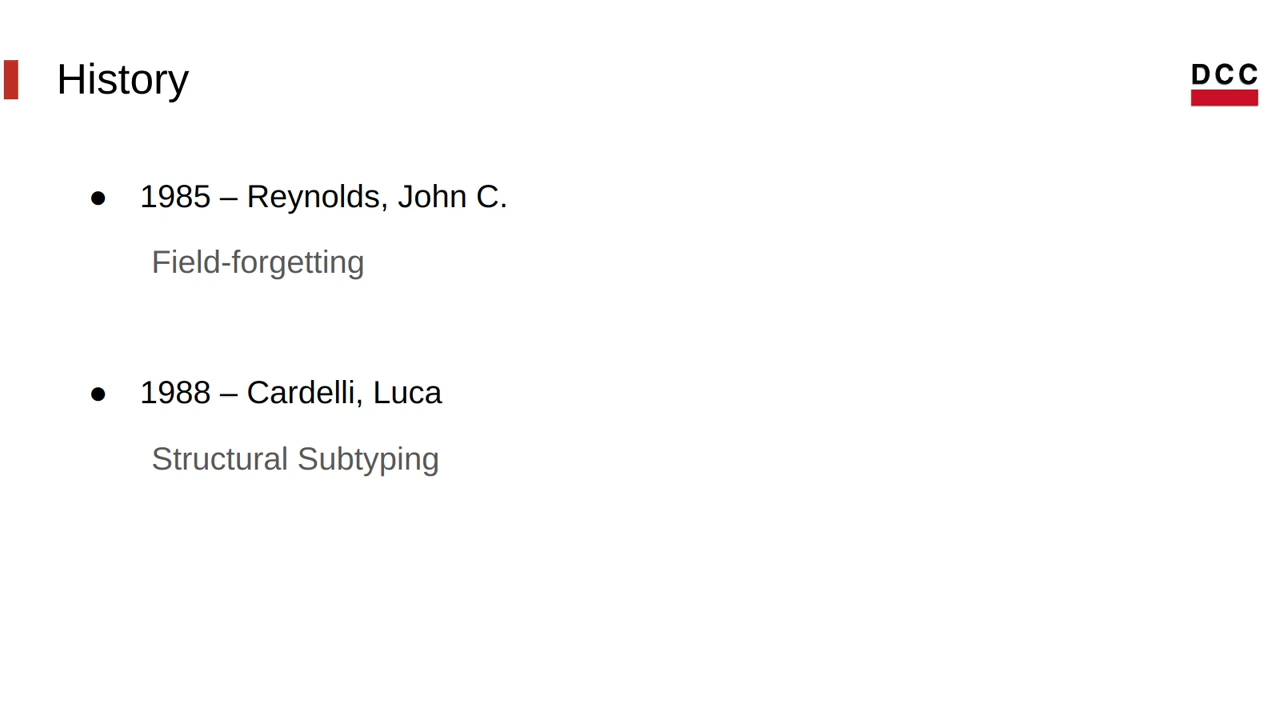 History
DCC
● 1985 – Reynolds, John C.
Field-forgetting
● 1988 – Cardelli, Luca
Structural Subtyping